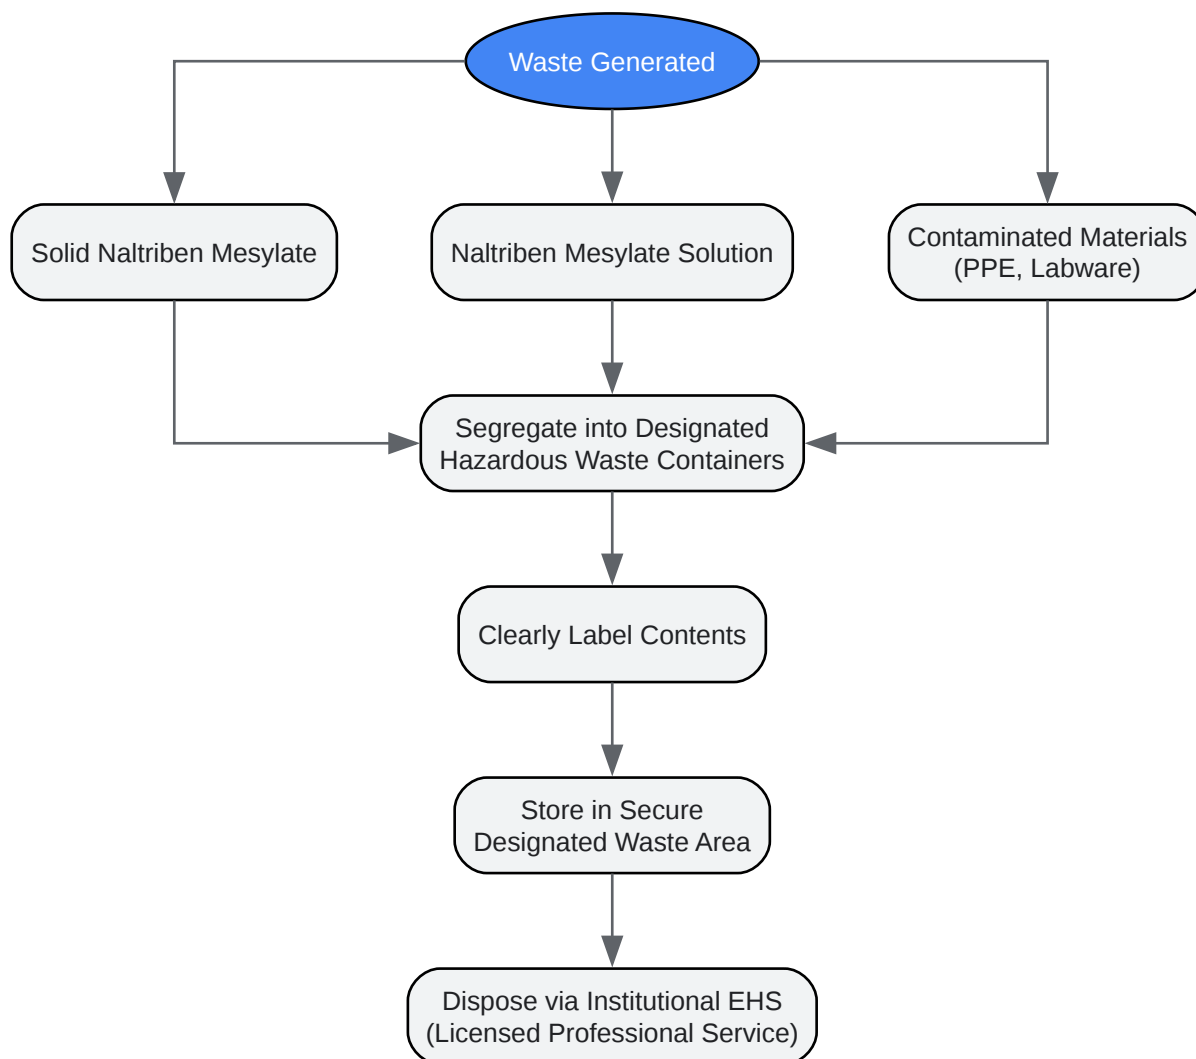 Waste Generated
Solid Naltriben Mesylate
Naltriben Mesylate Solution
Contaminated Materials
(PPE, Labware)
Segregate into Designated
Hazardous Waste Containers
Clearly Label Contents
Store in Secure
Designated Waste Area
Dispose via Institutional EHS
(Licensed Professional Service)